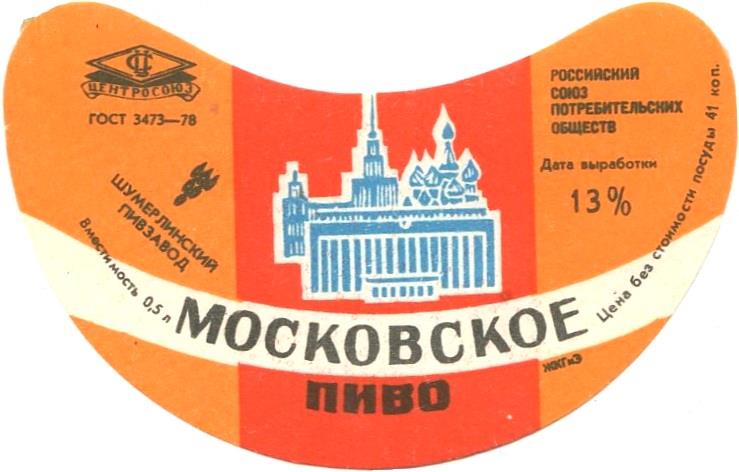 ЦЕНТРОСОЮЗ
ГОСТ 3473—78
ШУМЕРЛИНСКИЙ
ПИВЗАВОД
Вместимость 0,5 л
РОССИЙСКИЙ
СОЮЗ
ПОТРЕБИТЕЛЬСКИХ
ОБЩЕСТВ
Дата выработки
13%
Цена без стоимости посуды 41 коп.
МОСКОВСКОЕ
ПИВО
ЖКГиЭ